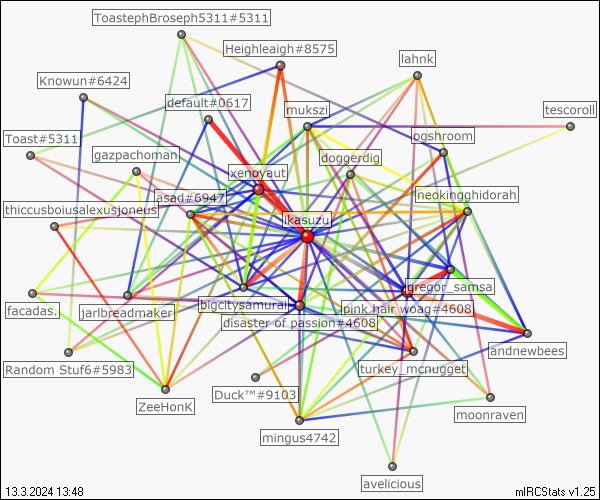 ToastephBroseph5311#5311
Heighleaigh#8575
lahnk
Knowun#6424
default#0617
mukszi
tescoroll
Toast#5311
gazpachoman
ogshroom
doggerdig
xenoyaut
asad#6947
neokingghidorah
thiccusboiusalexusjoneus
ikasuzu
gregor_samsa
facadas.
jarlbreadmaker
bigcitysamurai
pink hair woag#4608
disaster of passion#4608
andnewbees
Random Stuf6#5983
turkey_mcnugget
ZeeHonK
Duck™#9103
moonraven
mingus4742
avelicious
13.3.2024 13:48
mIRCStats v1.25